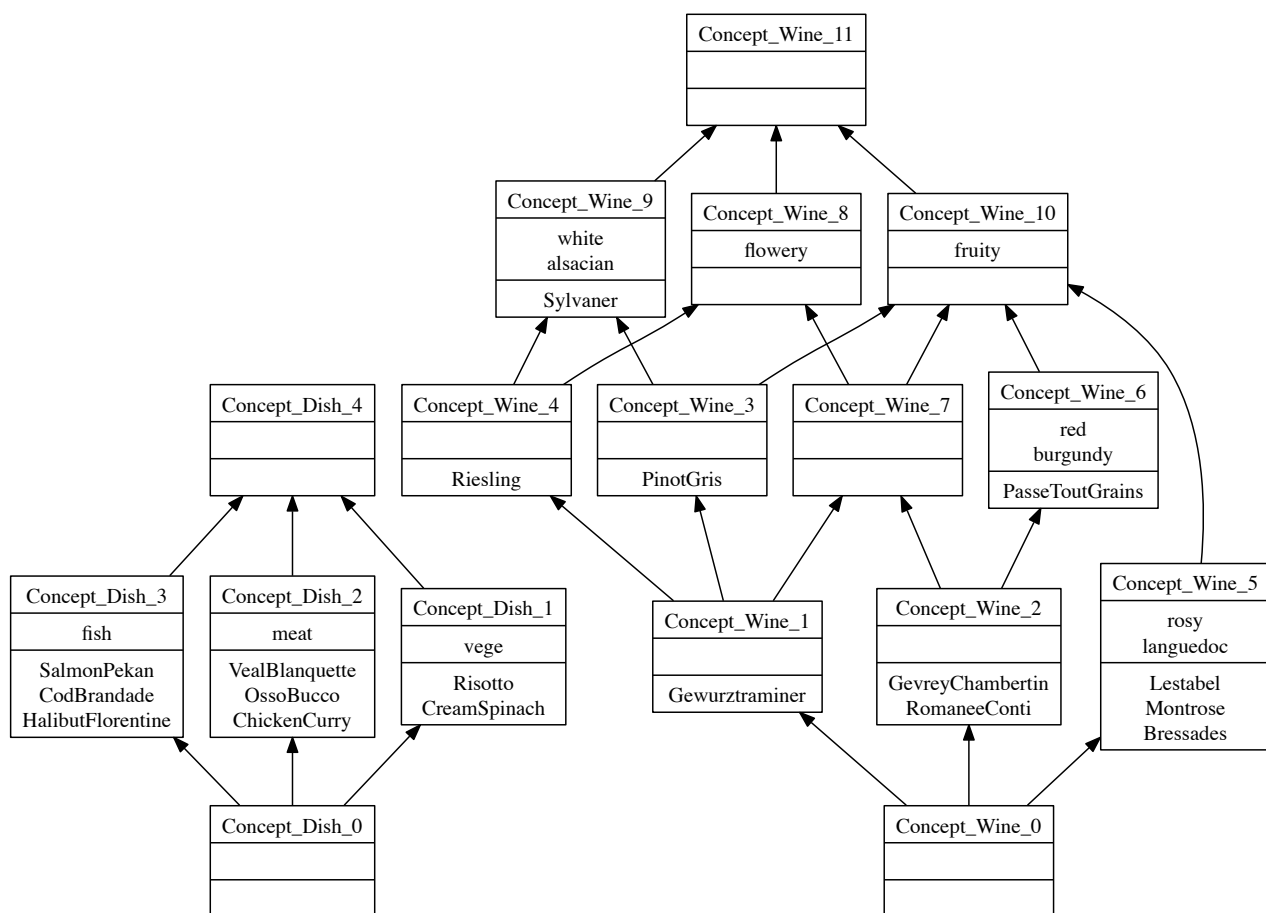 Concept_Wine_11
Concept_Wine_9
white
alsacian
Sylvaner
Concept_Wine_8
flowery
Concept_Wine_10
fruity
Concept_Dish_4
Concept_Wine_4
Riesling
Concept_Wine_3
PinotGris
Concept_Wine_7
Concept_Wine_6
red
burgundy
PasseToutGrains
Concept_Dish_3
fish
SalmonPekan
CodBrandade
HalibutFlorentine
Concept_Dish_2
meat
VealBlanquette
OssoBucco
ChickenCurry
Concept_Dish_1
vege
Risotto
CreamSpinach
Concept_Wine_1
Gewurztraminer
Concept_Wine_2
GevreyChambertin
RomaneeConti
Concept_Wine_5
rosy
languedoc
Lestabel
Montrose
Bressades
Concept_Dish_0
Concept_Wine_0